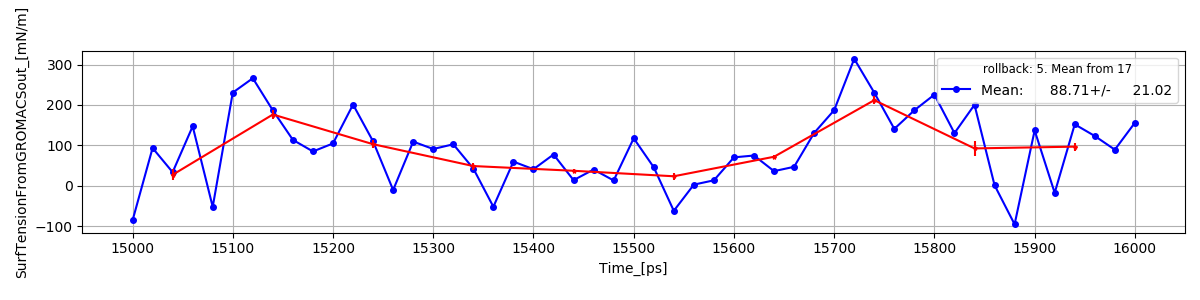 SurfTensionFromGROMACSout_[mN/m]
300
200
100
0
−100
rollback: 5. Mean from 17
Mean: 88.71+/- 21.02
15000 15100 15200 15300 15400 15500 15600 15700 15800 15900 16000
Time_[ps]